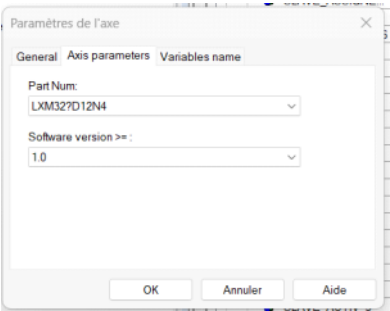 Paramètres de l'axe
General Axis parameters Variables name
Part Num:
LXM32?D12N4
Software version >= :
1.0
OK Annuler Aide